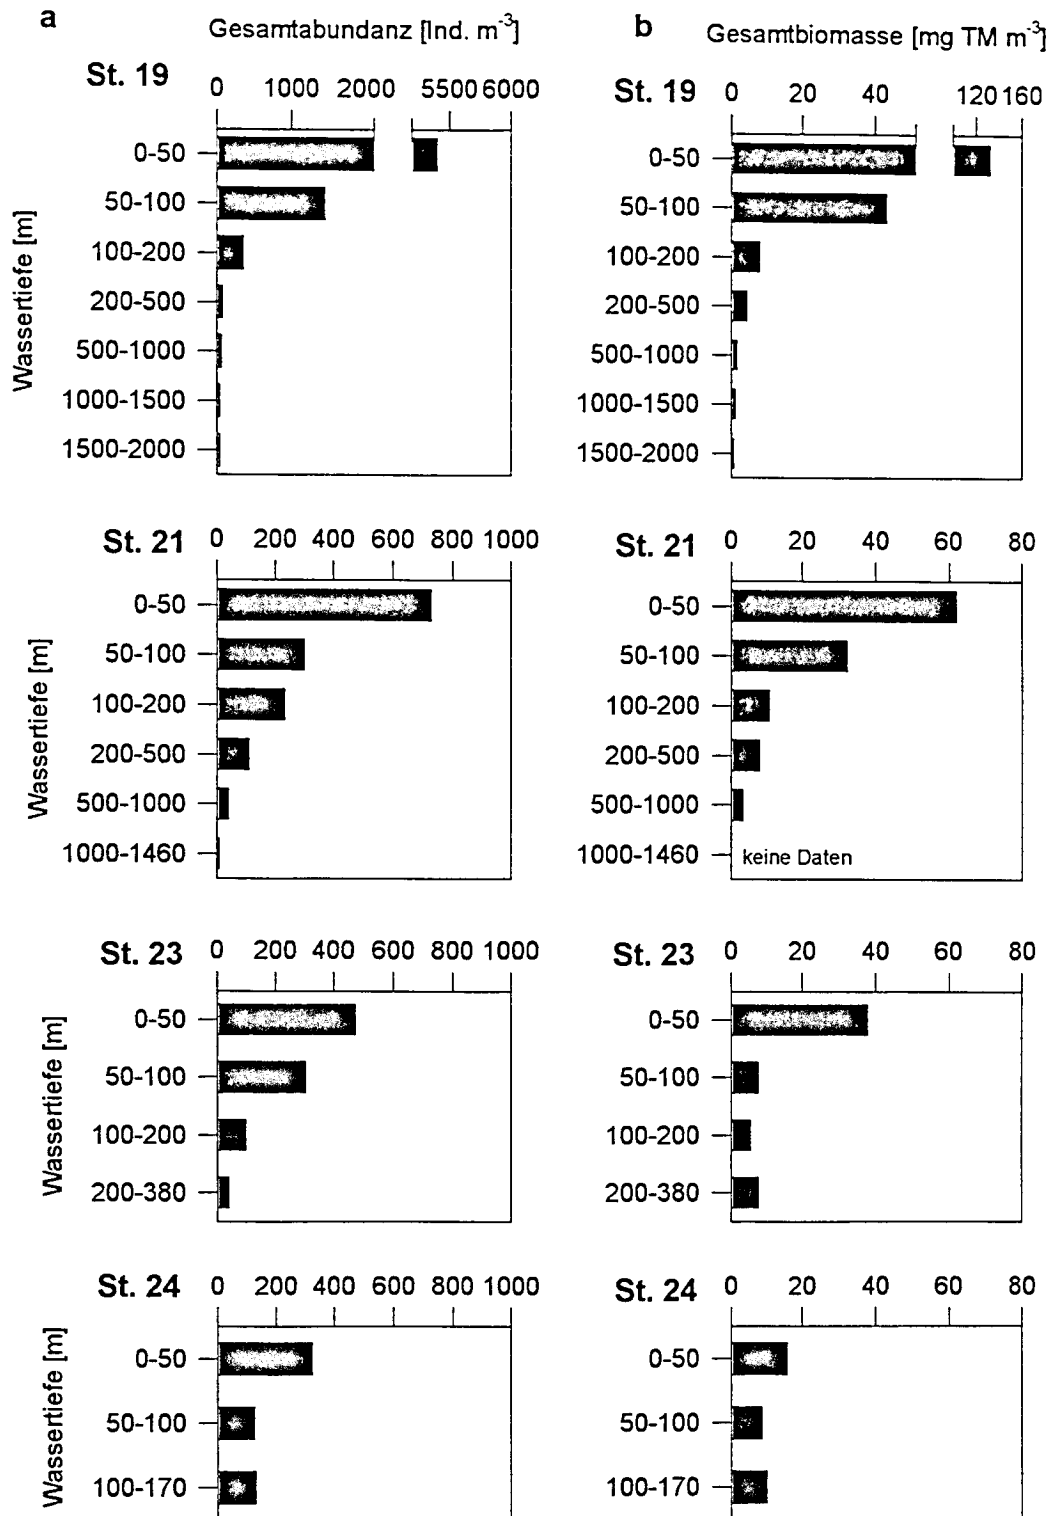 a
Gesamtabundanz [Ind. m-3]
St. 19
0 1000 2000 5500 6000
Wassertiefe [m]
0-50
50-100
100-200
200-500
500-1000
1000-1500
1500-2000
b
Gesamtbiomasse [mg TM m-3]
St. 19
0 20 40 120 160
0-50
50-100
100-200
200-500
500-1000
1000-1500
1500-2000
St. 21
0 200 400 600 800 1000
Wassertiefe [m]
0-50
50-100
100-200
200-500
500-1000
1000-1460
St. 21
0 20 40 60 80
0-50
50-100
100-200
200-500
500-1000
1000-1460 keine Daten
St. 23
0 200 400 600 800 1000
Wassertiefe [m]
0-50
50-100
100-200
200-380
St. 23
0 20 40 60 80
0-50
50-100
100-200
200-380
St. 24
0 200 400 600 800 1000
Wassertiefe [m]
0-50
50-100
100-170
St. 24
0 20 40 60 80
0-50
50-100
100-170